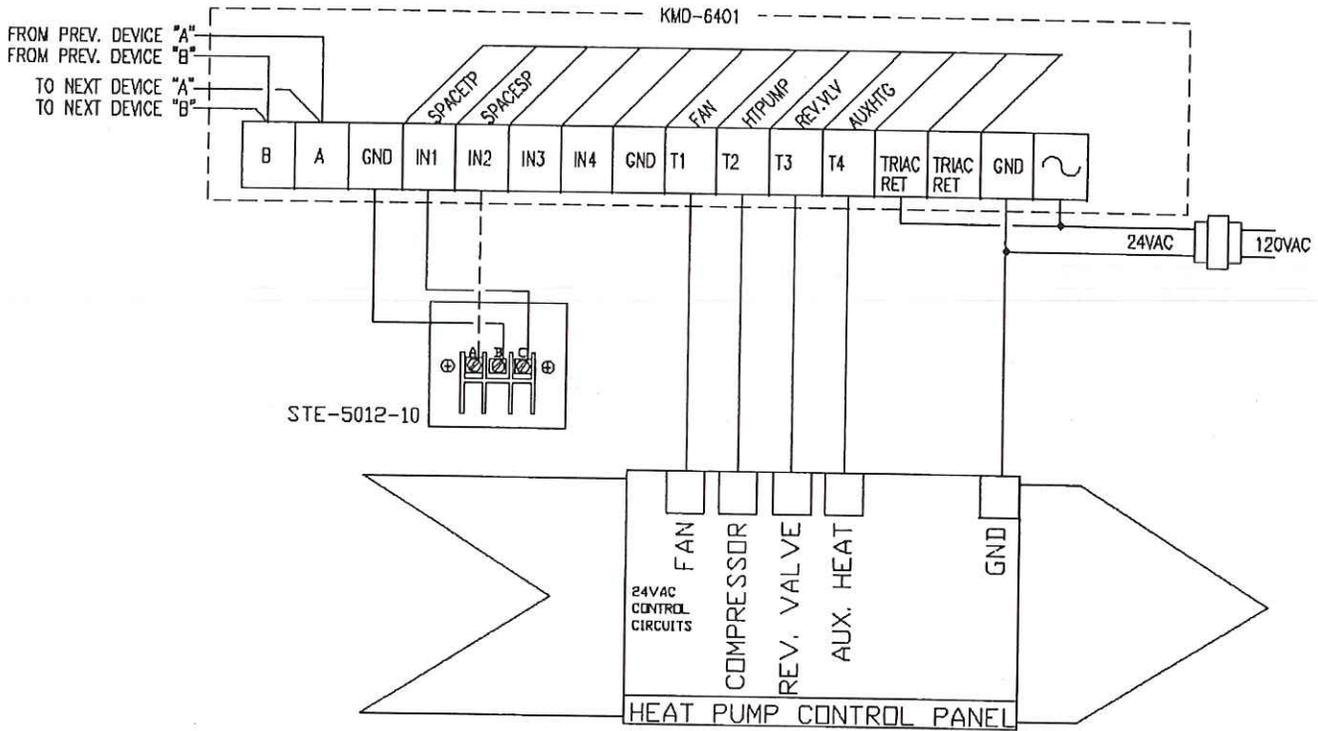 KMD-6401
FROM PREV. DEVICE "A"
FROM PREV. DEVICE "B"
TO NEXT DEVICE "A"
TO NEXT DEVICE "B"
SPACETP
SPACESP
FAN
HTPUMP
REV.VLV
AUXHTG
B
A
GND
IN1
IN2
IN3
IN4
GND
T1
T2
T3
T4
TRIAC
RET
TRIAC
RET
GND
24VAC
120VAC
A
B
C
STE-5012-10
FAN
COMPRESSOR
REV. VALVE
AUX. HEAT
GND
24VAC
CONTROL
CIRCUITS
HEAT PUMP CONTROL PANEL